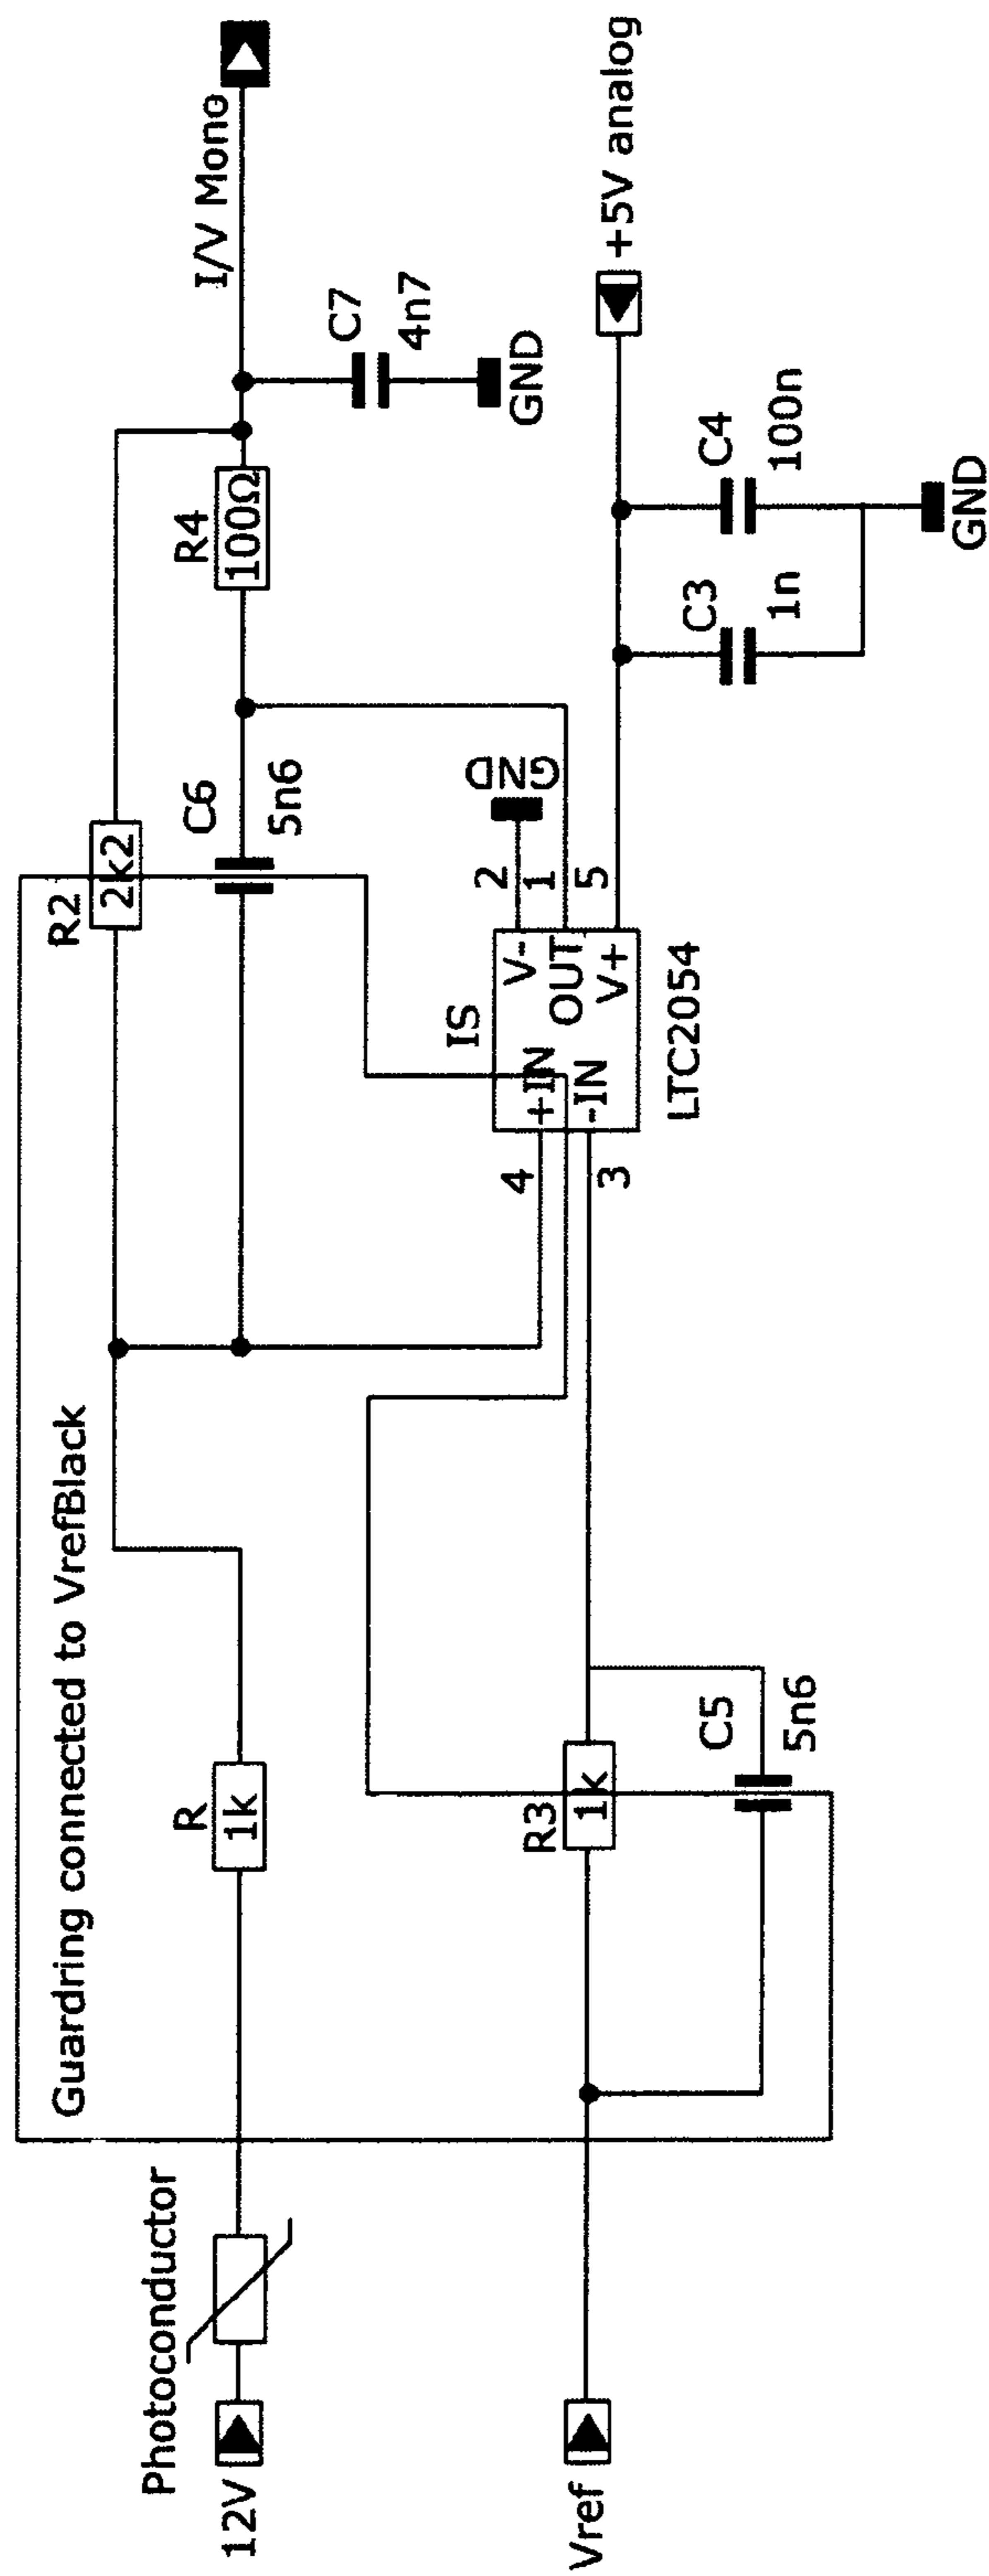 Guardring connected to VrefBlack
Photoconductor
12V
R
1k
R2
2k2
C6
5n6
R4
100Ω
I/V Mono
C7
4n7
GND
Vref
R3
1k
C5
5n6
4
3
IS
+IN
-IN
V-
OUT
V+
LTC2054
2
1
5
GND
C3
1n
C4
100n
GND
+5V analog